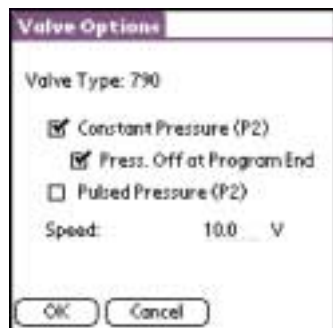 Valve Options
Valve Type: 790
Constant Pressure (P2)
Press. Off at Program End
Pulsed Pressure (P2)
Speed: 10.0 V
OK Cancel